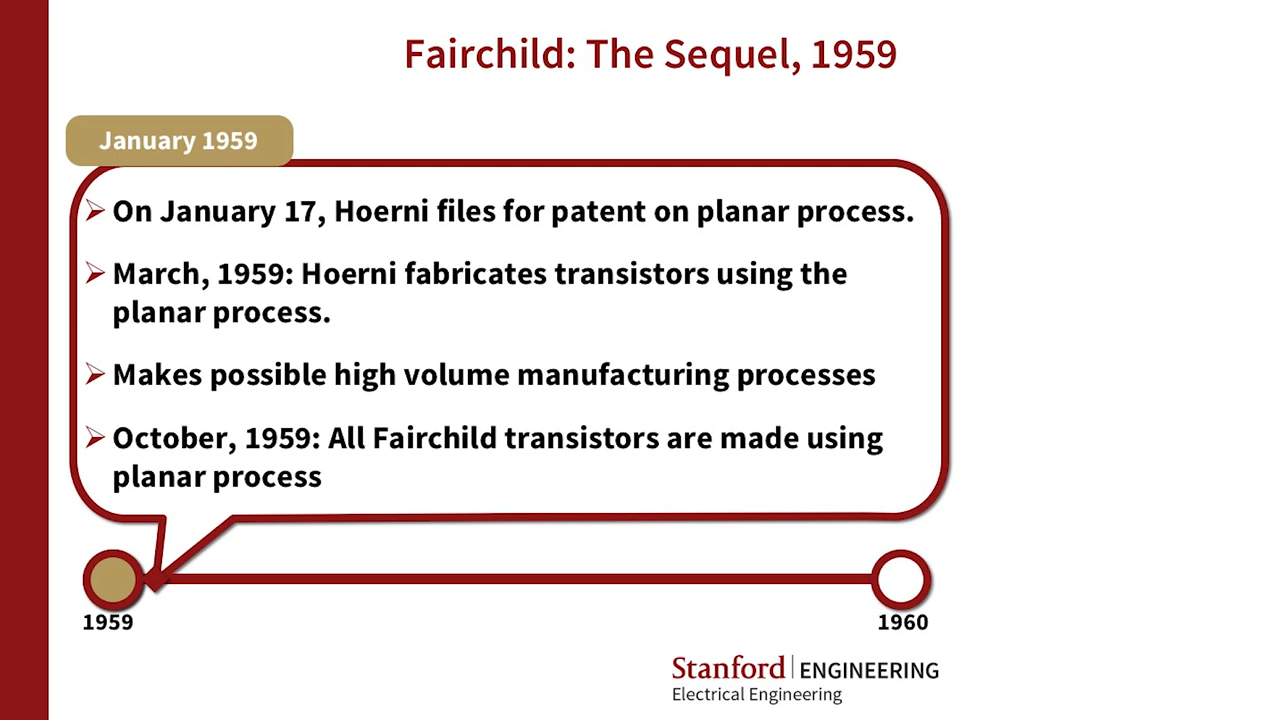 Fairchild: The Sequel, 1959
January 1959
On January 17, Hoerni files for patent on planar process.
March, 1959: Hoerni fabricates transistors using the
planar process.
Makes possible high volume manufacturing processes
October, 1959: All Fairchild transistors are made using
planar process
1959
1960
Stanford ENGINEERING
Electrical Engineering